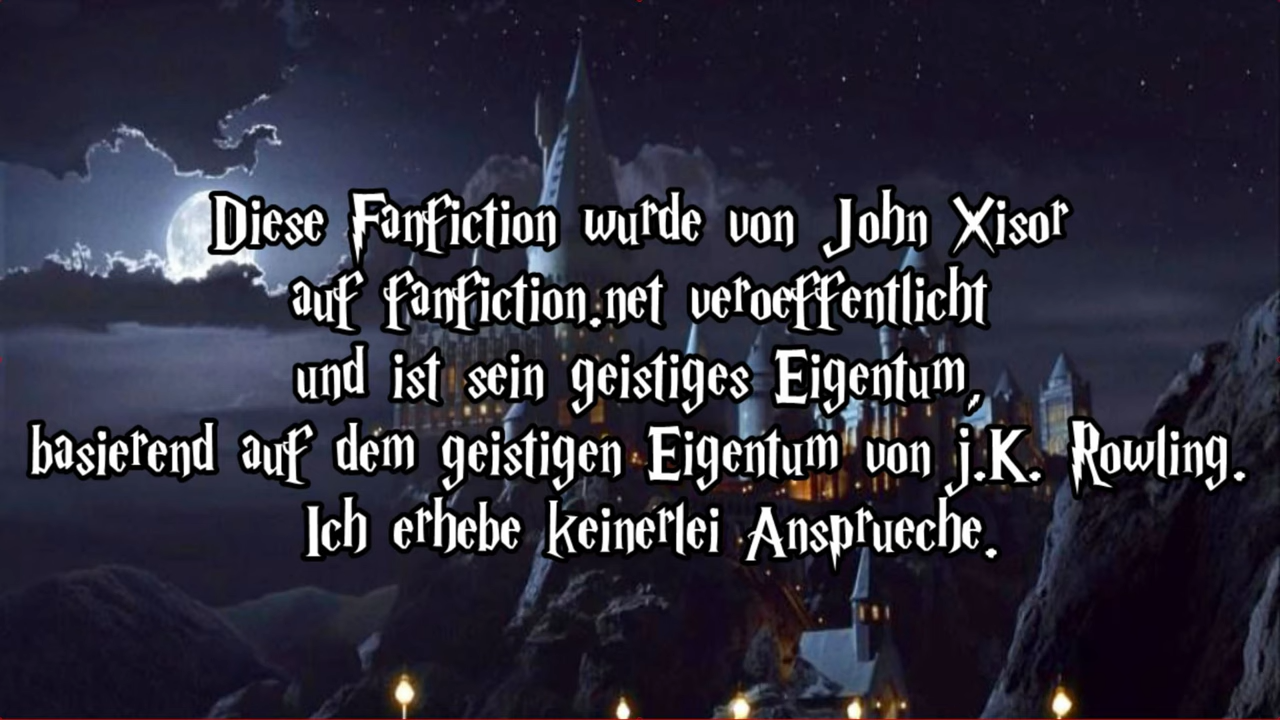 Diese Fanfiction wurde von John Xisor
auf fanfiction.net veroeffentlicht
und ist sein geistiges Eigentum,
basierend auf dem geistigen Eigentum von j.K. Rowling.
Ich erhebe keinerlei Ansprueche.